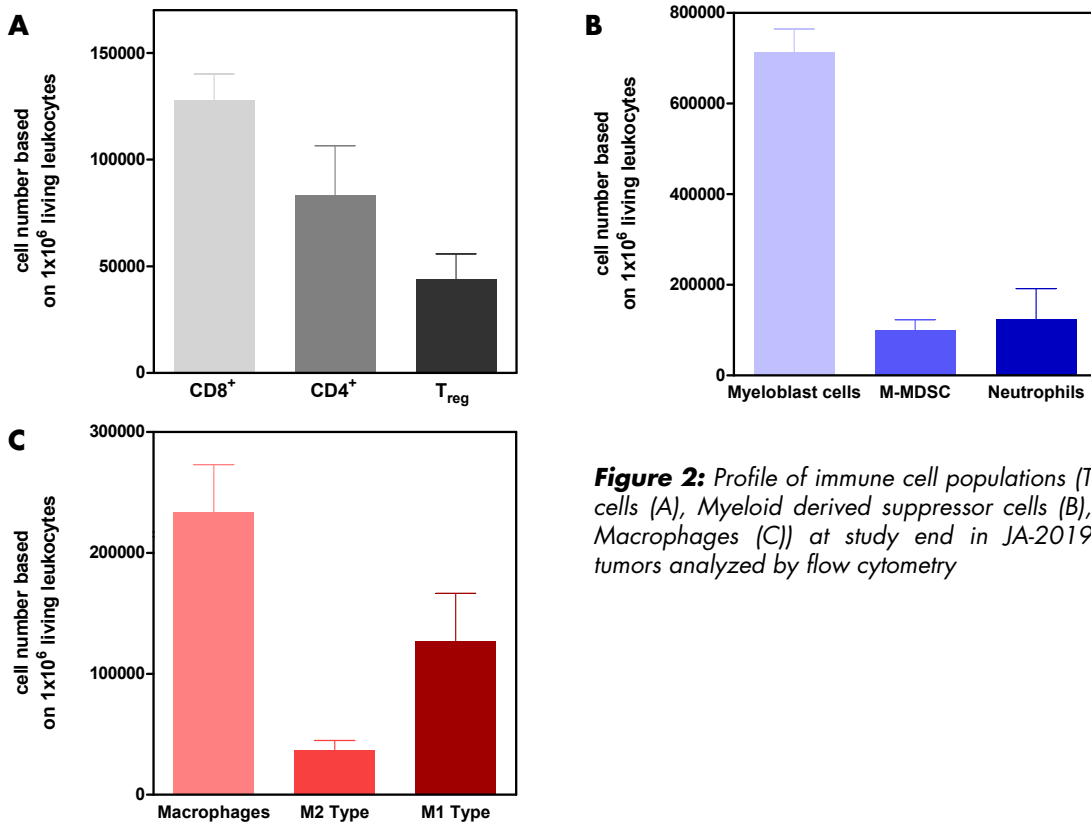 A
cell number based
on 1x10⁶ living leukocytes
150000
100000
50000
0
CD8⁺ CD4⁺ Treg
B
cell number based
on 1x10⁶ living leukocytes
800000
600000
400000
200000
0
Myeloblast cells M-MDSC Neutrophils
C
cell number based
on 1x10⁶ living leukocytes
300000
200000
100000
0
Macrophages M2 Type M1 Type
Figure 2: Profile of immune cell populations (T
cells (A), Myeloid derived suppressor cells (B),
Macrophages (C)) at study end in JA-2019
tumors analyzed by flow cytometry